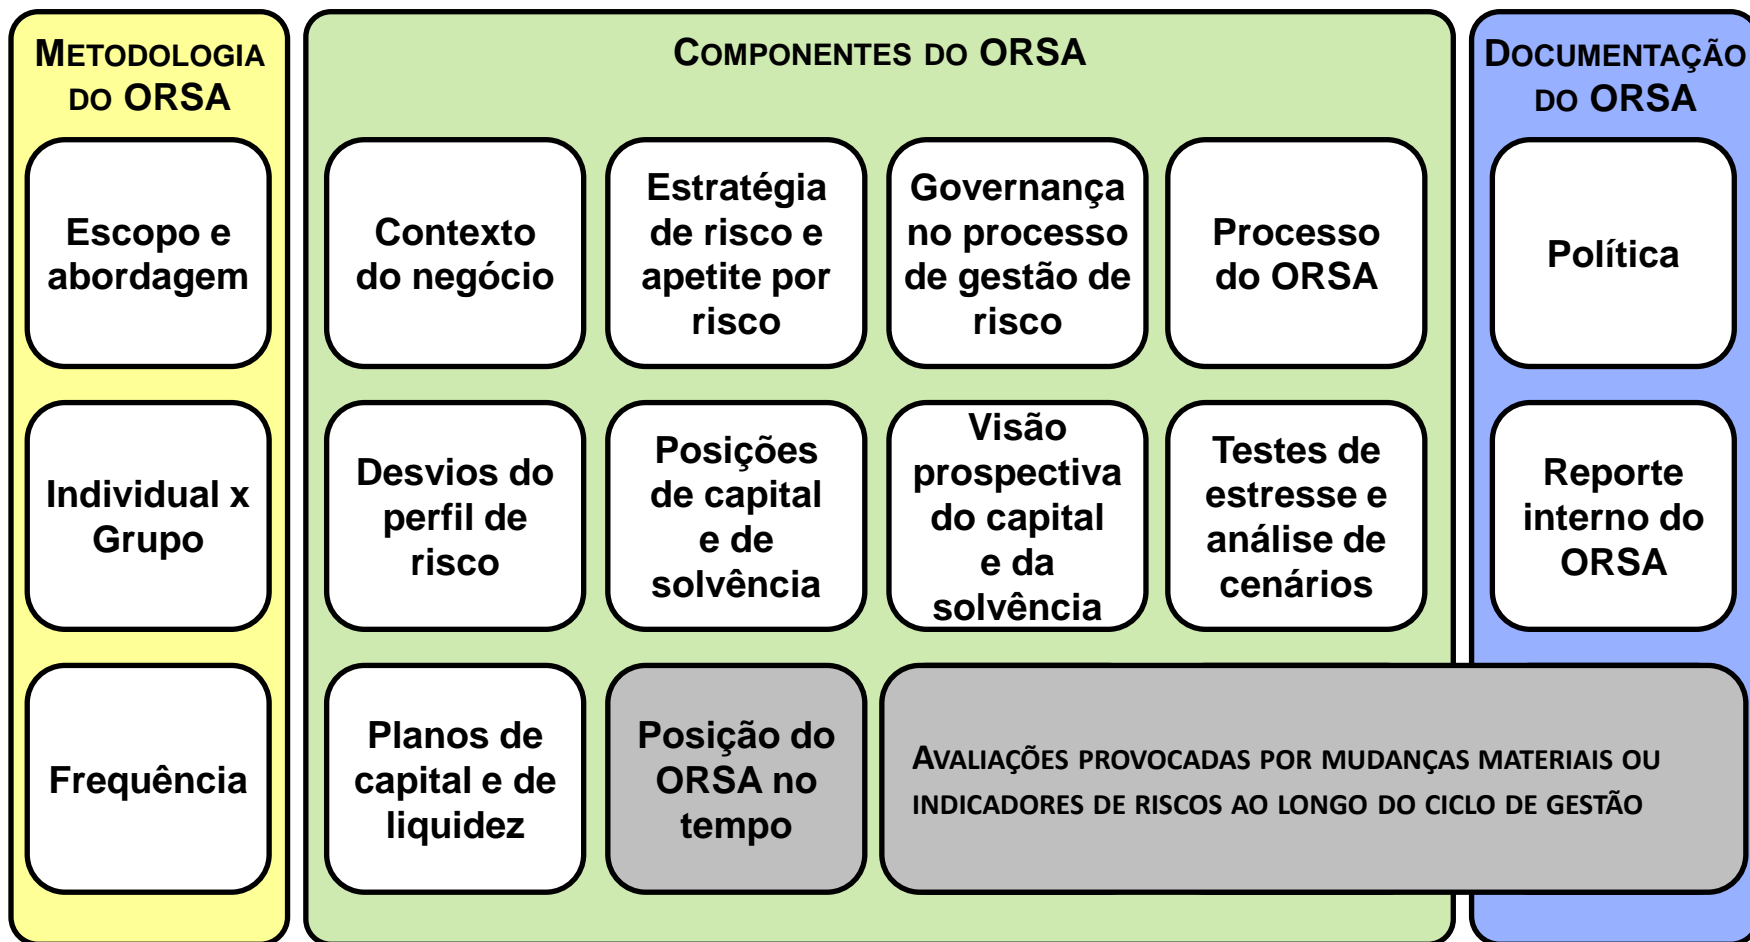 METODOLOGIA
DO ORSA
Escopo e
abordagem
Individual x
Grupo
Frequência
COMPONENTES DO ORSA
Contexto
do negócio
Estratégia
de risco e
apetite por
risco
Governança
no processo
de gestão de
risco
Processo
do ORSA
Desvios do
perfil de
risco
Posições
de capital
e de
solvência
Visão
prospectiva
do capital
e da
solvência
Testes de
estresse e
análise de
cenários
Planos de
capital e de
liquidez
Posição do
ORSA no
tempo
AVALIAÇÕES PROVOCADAS POR MUDANÇAS MATERIAIS OU
INDICADORES DE RISCOS AO LONGO DO CICLO DE GESTÃO
DOCUMENTAÇÃO
DO ORSA
Política
Reporte
interno do
ORSA